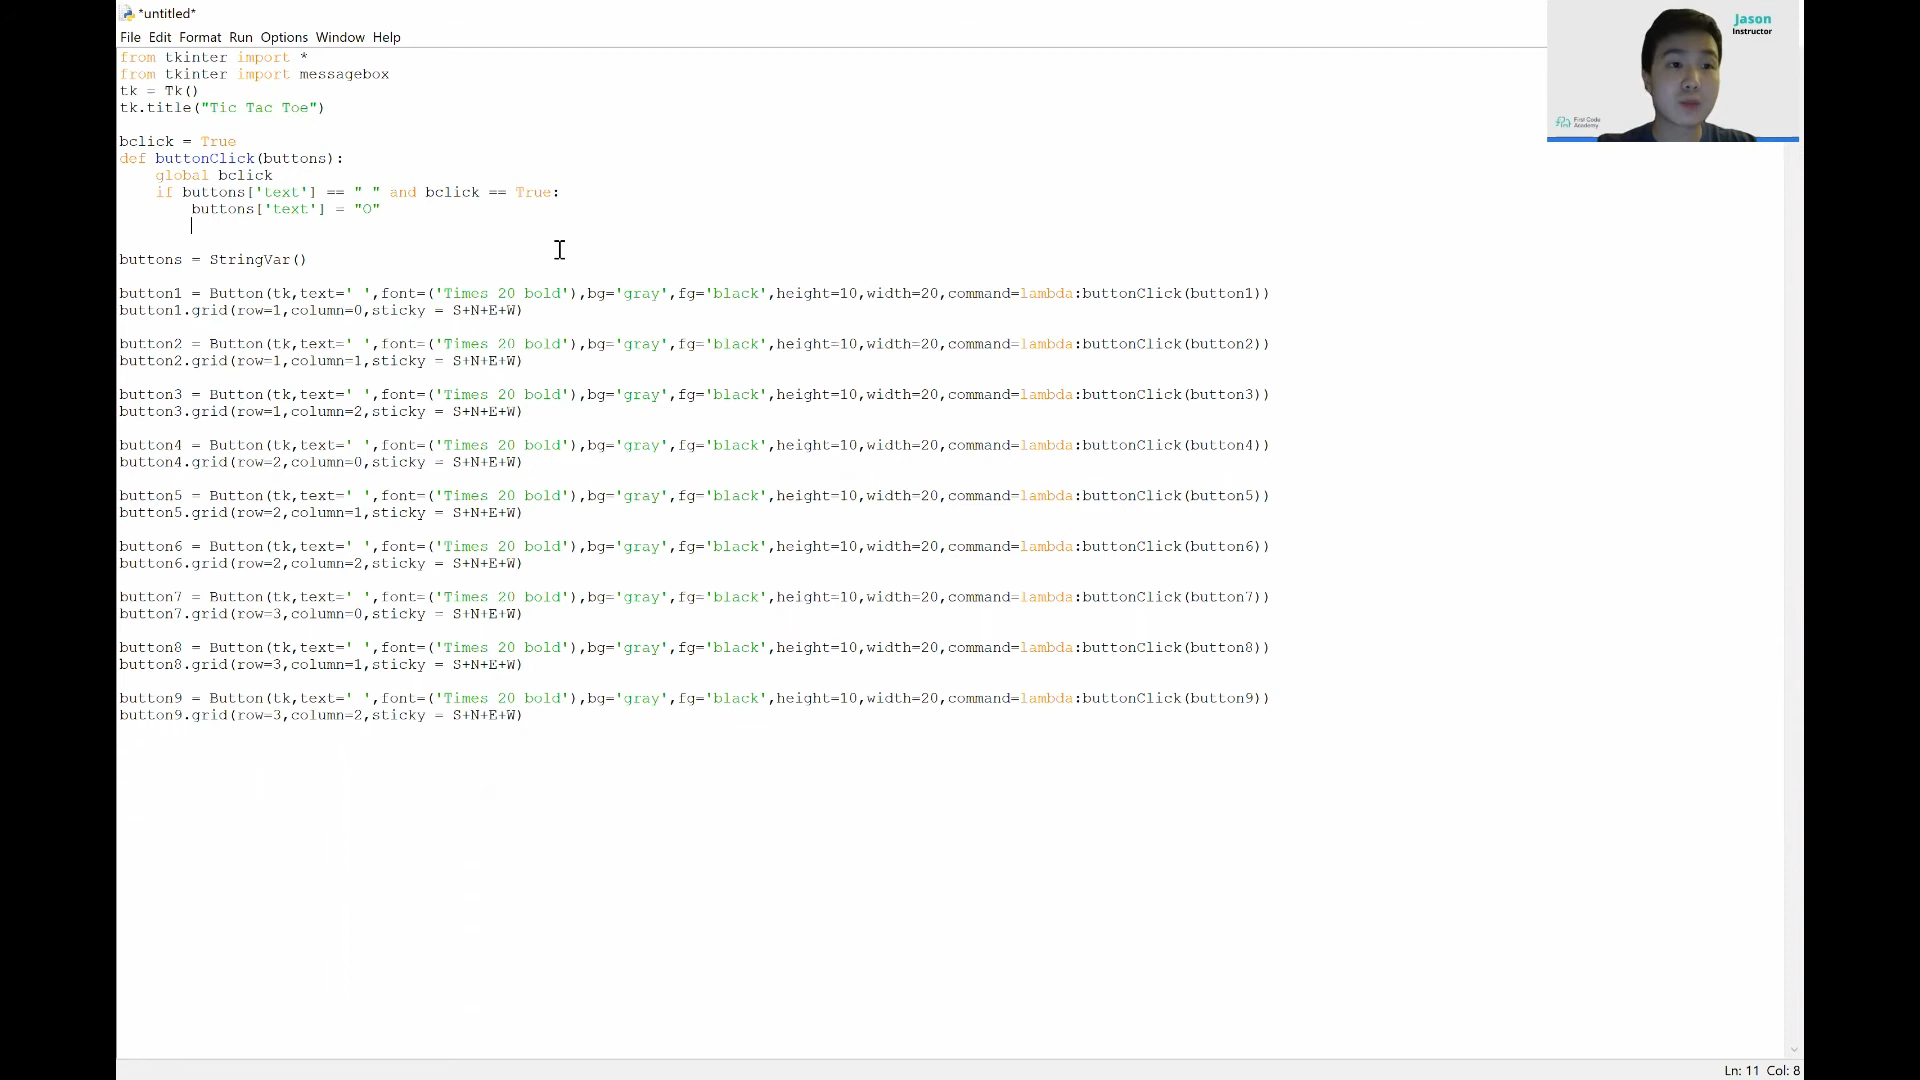 *untitled*
File Edit Format Run Options Window Help
from tkinter import *
from tkinter import messagebox
tk = Tk()
tk.title("Tic Tac Toe")
bclick = True
def buttonClick(buttons):
    global bclick
    if buttons['text'] == " " and bclick == True:
        buttons['text'] = "O"
buttons = StringVar()
button1 = Button(tk,text=' ',font=('Times 20 bold'),bg='gray',fg='black',height=10,width=20,command=lambda:buttonClick(button1))
button1.grid(row=1,column=0,sticky = S+N+E+W)
button2 = Button(tk,text=' ',font=('Times 20 bold'),bg='gray',fg='black',height=10,width=20,command=lambda:buttonClick(button2))
button2.grid(row=1,column=1,sticky = S+N+E+W)
button3 = Button(tk,text=' ',font=('Times 20 bold'),bg='gray',fg='black',height=10,width=20,command=lambda:buttonClick(button3))
button3.grid(row=1,column=2,sticky = S+N+E+W)
button4 = Button(tk,text=' ',font=('Times 20 bold'),bg='gray',fg='black',height=10,width=20,command=lambda:buttonClick(button4))
button4.grid(row=2,column=0,sticky = S+N+E+W)
button5 = Button(tk,text=' ',font=('Times 20 bold'),bg='gray',fg='black',height=10,width=20,command=lambda:buttonClick(button5))
button5.grid(row=2,column=1,sticky = S+N+E+W)
button6 = Button(tk,text=' ',font=('Times 20 bold'),bg='gray',fg='black',height=10,width=20,command=lambda:buttonClick(button6))
button6.grid(row=2,column=2,sticky = S+N+E+W)
button7 = Button(tk,text=' ',font=('Times 20 bold'),bg='gray',fg='black',height=10,width=20,command=lambda:buttonClick(button7))
button7.grid(row=3,column=0,sticky = S+N+E+W)
button8 = Button(tk,text=' ',font=('Times 20 bold'),bg='gray',fg='black',height=10,width=20,command=lambda:buttonClick(button8))
button8.grid(row=3,column=1,sticky = S+N+E+W)
button9 = Button(tk,text=' ',font=('Times 20 bold'),bg='gray',fg='black',height=10,width=20,command=lambda:buttonClick(button9))
button9.grid(row=3,column=2,sticky = S+N+E+W)
Jason
Instructor
First Code
Academy
Ln: 11 Col: 8